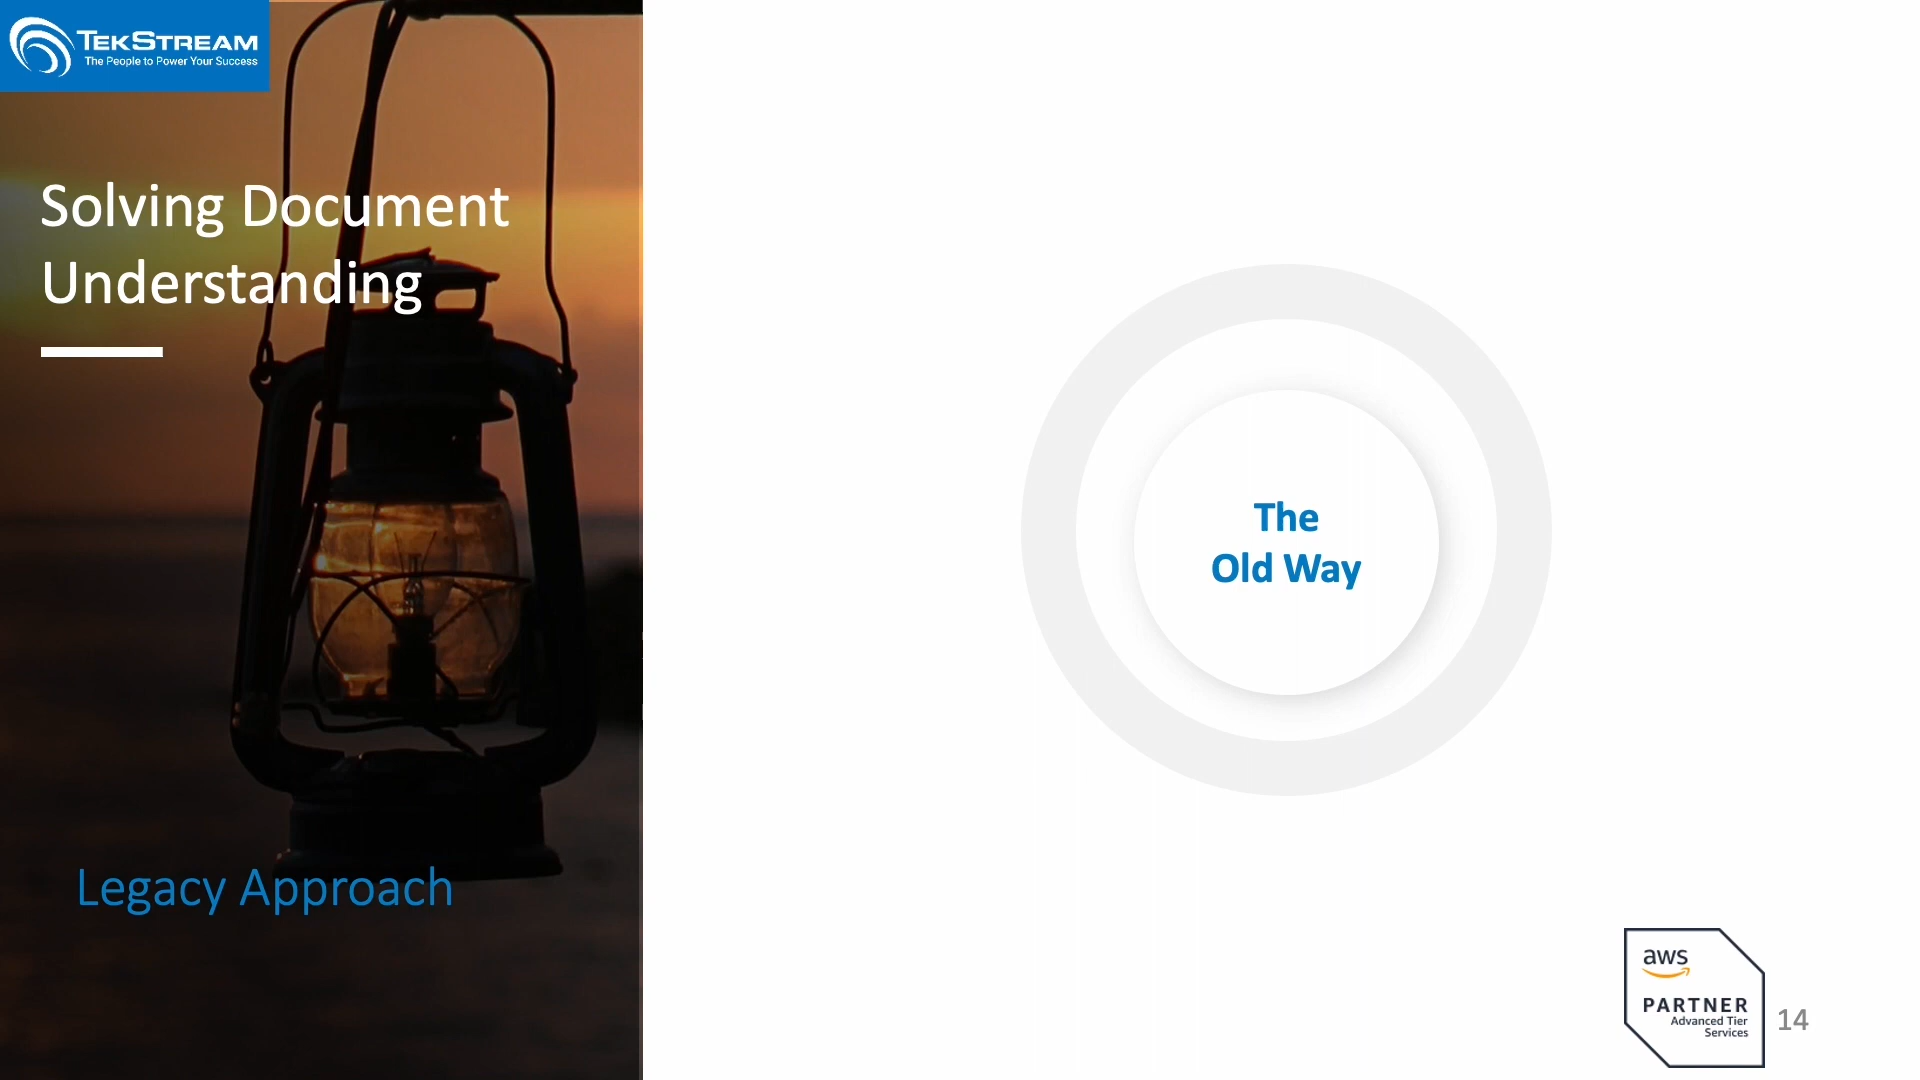 TEKSTREAM
The People to Power Your Success
Solving Document
Understanding
Legacy Approach
The
Old Way
aws
PARTNER
Advanced Tier
Services
14